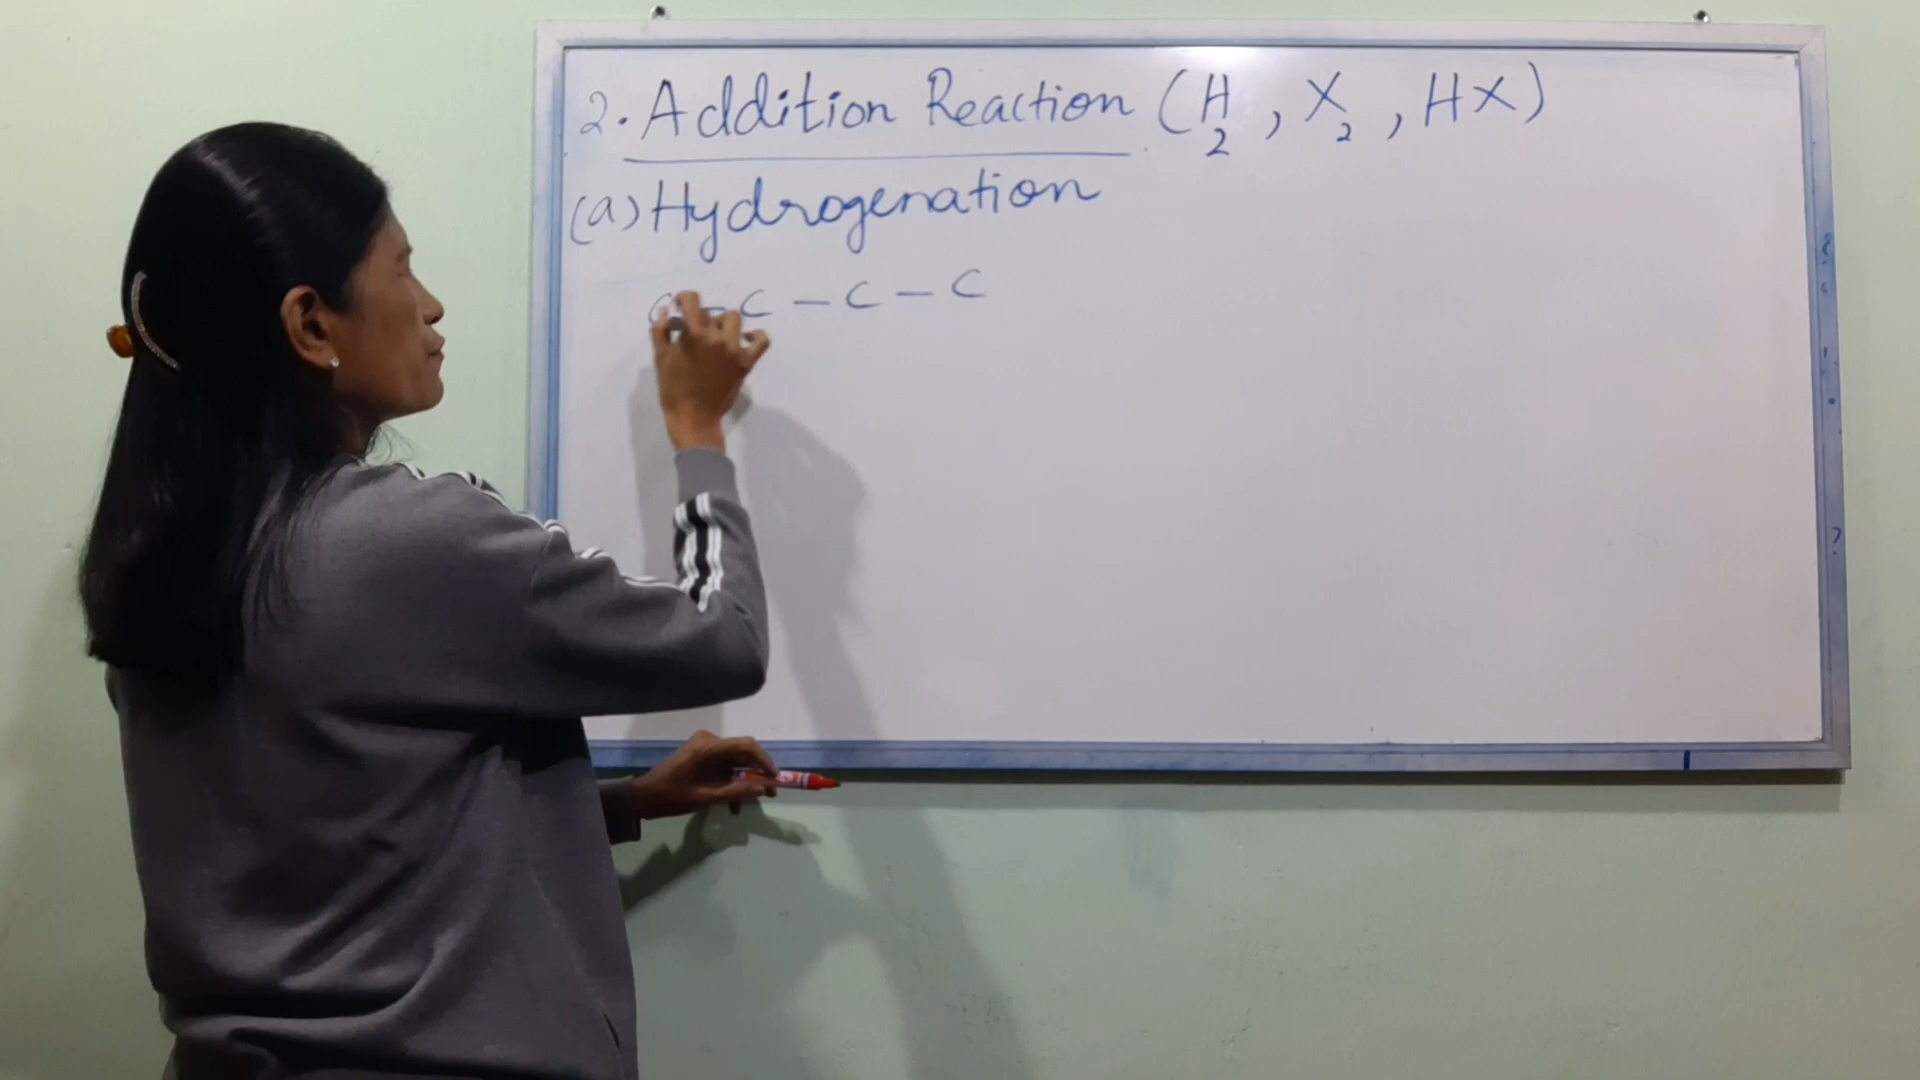 2. Addition Reaction (H₂, X₂, HX)
(a) Hydrogenation
C – C – C – C